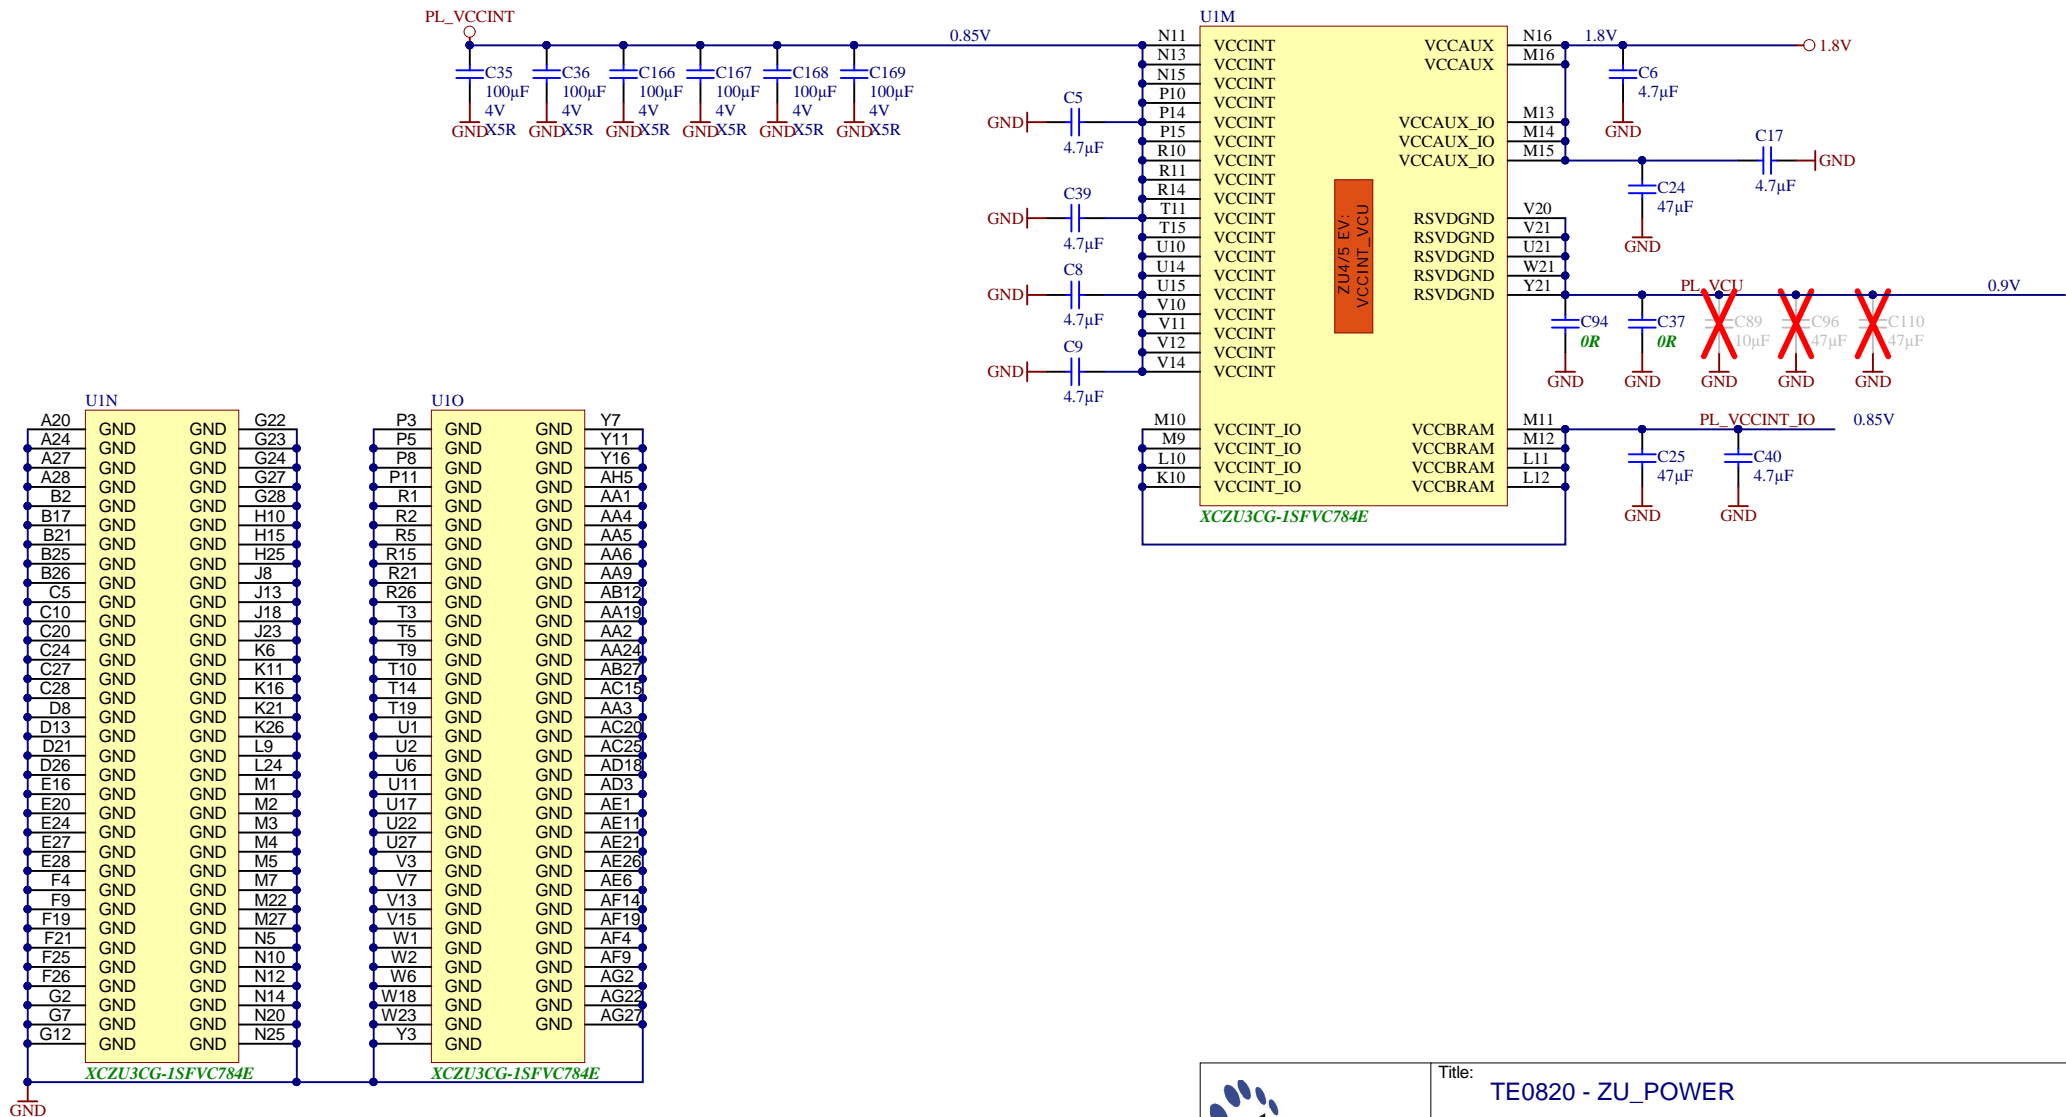 PL_VCCINT
0.85V
C35
100µF
4V
X5R
GND
C36
100µF
4V
X5R
GND
C166
100µF
4V
X5R
GND
C167
100µF
4V
X5R
GND
C168
100µF
4V
X5R
GND
C169
100µF
4V
X5R
GND
C5
GND
4.7µF
C39
GND
4.7µF
C8
GND
4.7µF
C9
GND
4.7µF
U1M
N11 VCCINT
N13 VCCINT
N15 VCCINT
P10 VCCINT
P14 VCCINT
P15 VCCINT
R10 VCCINT
R11 VCCINT
R14 VCCINT
T11 VCCINT
T15 VCCINT
U10 VCCINT
U14 VCCINT
U15 VCCINT
V10 VCCINT
V11 VCCINT
V12 VCCINT
V14 VCCINT
M10 VCCINT_IO
M9 VCCINT_IO
L10 VCCINT_IO
K10 VCCINT_IO
ZU4/5 EV:
VCCINT_VCU
VCCAUX N16
VCCAUX M16
VCCAUX_IO M13
VCCAUX_IO M14
VCCAUX_IO M15
RSVDGND V20
RSVDGND V21
RSVDGND U21
RSVDGND W21
RSVDGND Y21
VCCBRAM M11
VCCBRAM M12
VCCBRAM L11
VCCBRAM L12
XCZU3CG-1SFVC784E
1.8V
1.8V
C6
4.7µF
GND
C17
4.7µF
GND
C24
47µF
GND
PL_VCU
0.9V
C94
0R
GND
C37
0R
GND
C89
10µF
GND
C96
47µF
GND
C110
47µF
GND
PL_VCCINT_IO
0.85V
C25
47µF
GND
C40
4.7µF
GND
U1N
A20 GND GND G22
A24 GND GND G23
A27 GND GND G24
A28 GND GND G27
B2 GND GND G28
B17 GND GND H10
B21 GND GND H15
B25 GND GND H25
B26 GND GND J8
C5 GND GND J13
C10 GND GND J18
C20 GND GND J23
C24 GND GND K6
C27 GND GND K11
C28 GND GND K16
D8 GND GND K21
D13 GND GND K26
D21 GND GND L9
D26 GND GND L24
E16 GND GND M1
E20 GND GND M2
E24 GND GND M3
E27 GND GND M4
E28 GND GND M5
F4 GND GND M7
F9 GND GND M22
F19 GND GND M27
F21 GND GND N5
F25 GND GND N10
F26 GND GND N12
G2 GND GND N14
G7 GND GND N20
G12 GND GND N25
XCZU3CG-1SFVC784E
GND
U1O
P3 GND GND Y7
P5 GND GND Y11
P8 GND GND Y16
P11 GND GND AH5
R1 GND GND AA1
R2 GND GND AA4
R5 GND GND AA5
R15 GND GND AA6
R21 GND GND AA9
R26 GND GND AB12
T3 GND GND AA19
T5 GND GND AA2
T9 GND GND AA24
T10 GND GND AB27
T14 GND GND AC15
T19 GND GND AA3
U1 GND GND AC20
U2 GND GND AC25
U6 GND GND AD18
U11 GND GND AD3
U17 GND GND AE1
U22 GND GND AE11
U27 GND GND AE21
V3 GND GND AE26
V7 GND GND AE6
V13 GND GND AF14
V15 GND GND AF19
W1 GND GND AF4
W2 GND GND AF9
W6 GND GND AG2
W18 GND GND AG22
W23 GND GND AG27
Y3 GND
XCZU3CG-1SFVC784E
Title:
TE0820 - ZU_POWER